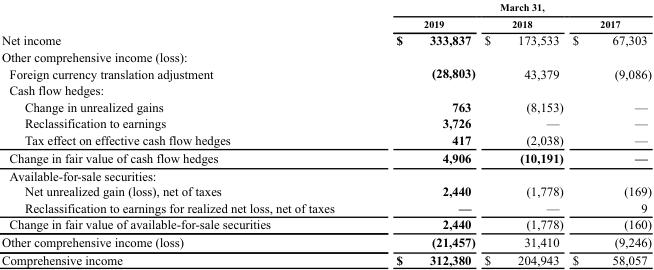 March 31,
2019 2018 2017
Net income $ 333,837 $ 173,533 $ 67,303
Other comprehensive income (loss):
Foreign currency translation adjustment (28,803) 43,379 (9,086)
Cash flow hedges:
Change in unrealized gains 763 (8,153) —
Reclassification to earnings 3,726 — —
Tax effect on effective cash flow hedges 417 (2,038) —
Change in fair value of cash flow hedges 4,906 (10,191) —
Available-for-sale securities:
Net unrealized gain (loss), net of taxes 2,440 (1,778) (169)
Reclassification to earnings for realized net loss, net of taxes — — 9
Change in fair value of available-for-sale securities 2,440 (1,778) (160)
Other comprehensive income (loss) (21,457) 31,410 (9,246)
Comprehensive income $ 312,380 $ 204,943 $ 58,057